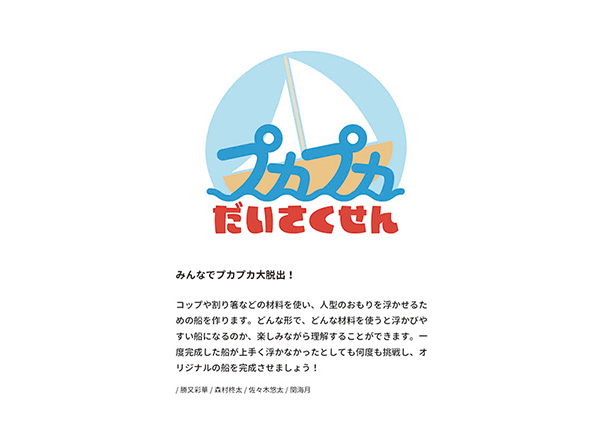 プカプカ
だいさくせん
みんなでプカプカ大脱出！
コップや割り箸などの材料を使い、人型のおもりを浮かせるた
めの船を作ります。どんな形で、どんな材料を使うと浮かびや
すい船になるのか、楽しみながら理解することができます。一
度完成した船が上手く浮かなかったとしても何度も挑戦し、オ
リジナルの船を完成させましょう！
/ 勝又彩華 / 森村柊太 / 佐々木悠太 / 関海月